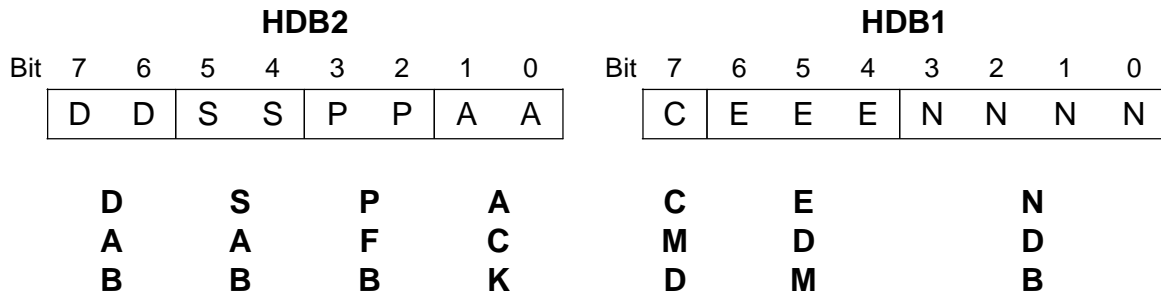 HDB2 HDB1
Bit 7 6 5 4 3 2 1 0 Bit 7 6 5 4 3 2 1 0
D D S S P P A A C E E E N N N N
D S P A C E N
A A F C M D D
B B B K D M B